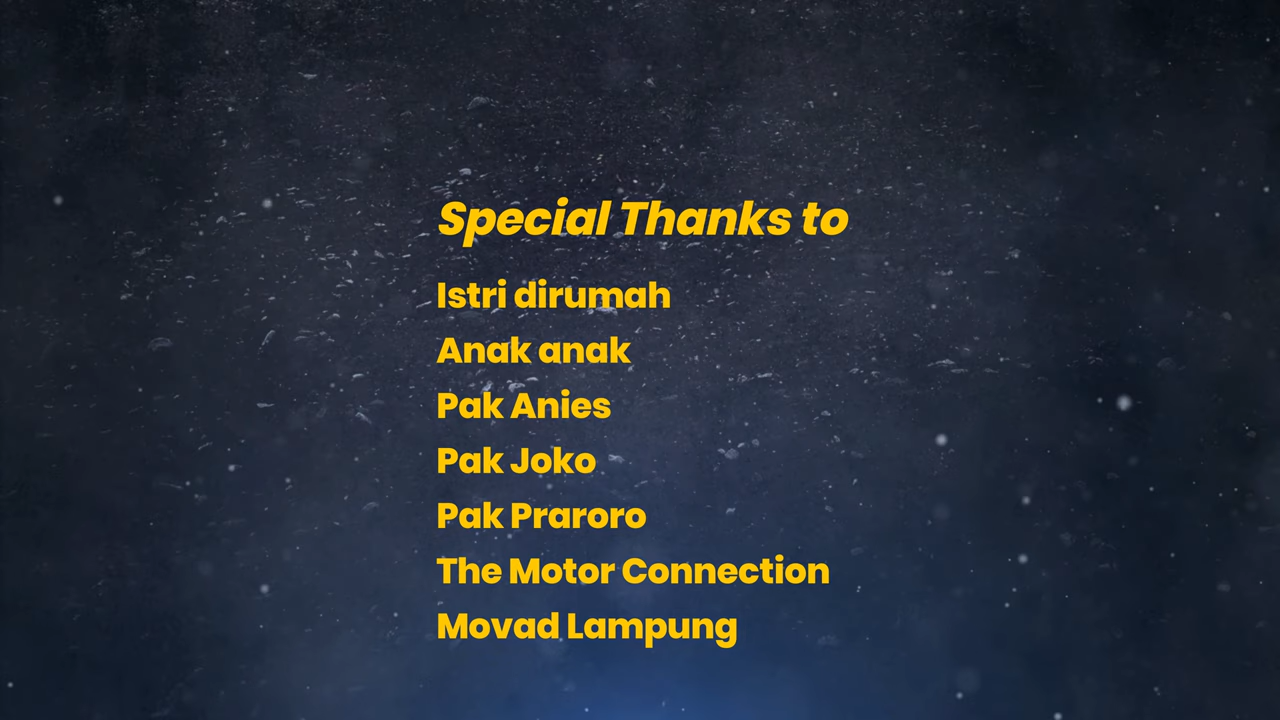 Special Thanks to
Istri dirumah
Anak anak
Pak Anies
Pak Joko
Pak Praroro
The Motor Connection
Movad Lampung